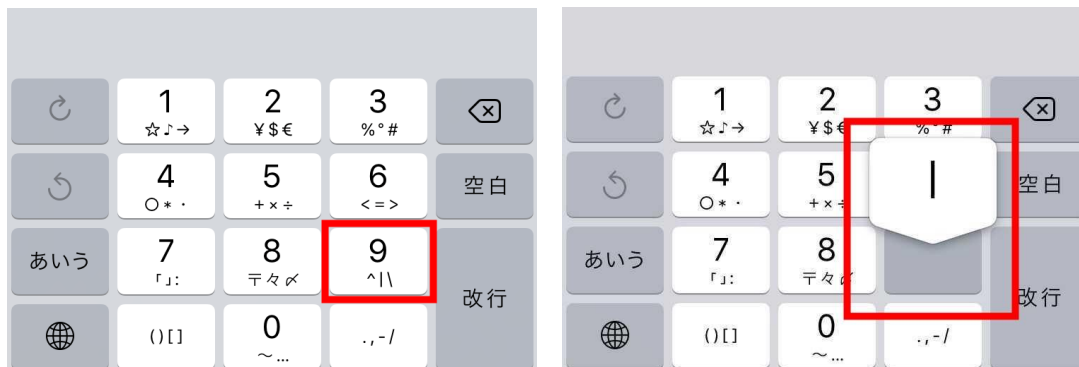 1 2 3
☆♪→ ¥$€ %°#
4 5 6 空白
○*・ +×÷ <=>
あいう 7 8 9
「」: 〒々〆 ^|\
改行
()[] 0 .,-/
～…
1 2 3
☆♪→ ¥$€ %°#
4 5 | 空白
○*・ +×÷
あいう 7 8
「」: 〒々〆
改行
()[] 0 .,-/
～…